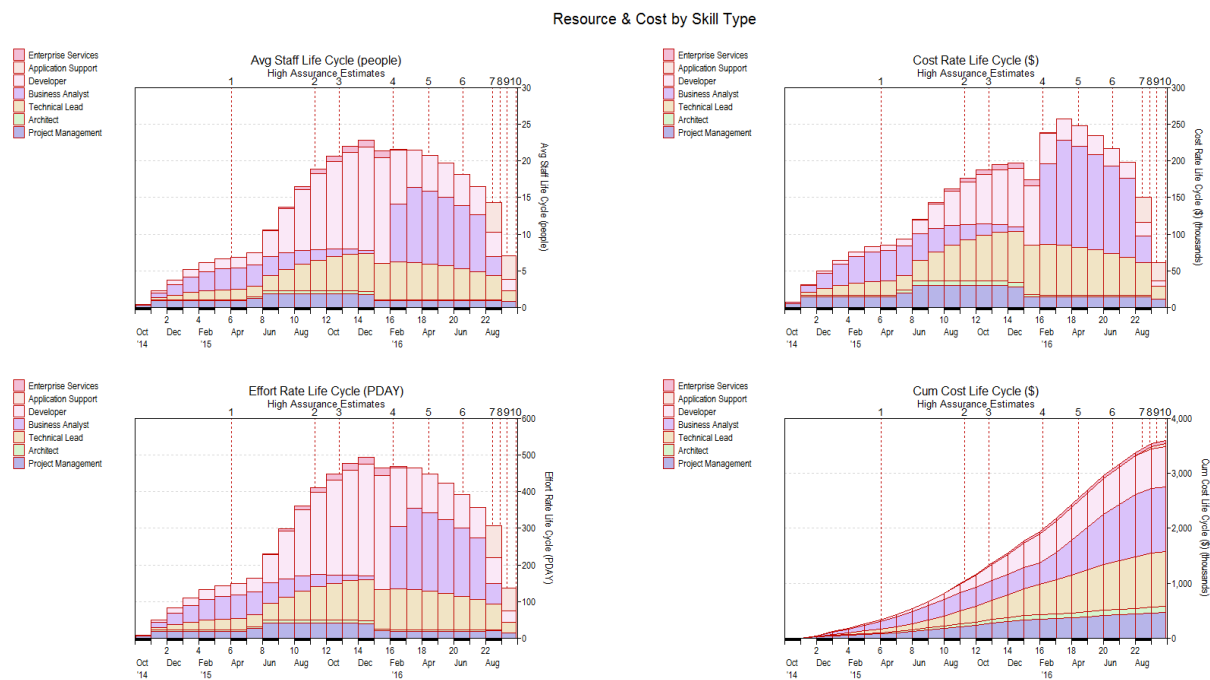 Resource & Cost by Skill Type
Enterprise Services
Application Support
Developer
Business Analyst
Technical Lead
Architect
Project Management
Avg Staff Life Cycle (people)
High Assurance Estimates
1 2 3 4 5 6 7 8 9 10
30
25
20
15
10
5
0
Avg Staff Life Cycle (people)
2 4 6 8 10 12 14 16 18 20 22
Oct Dec Feb Apr Jun Aug Oct Dec Feb Apr Jun Aug
'14 '15 '16
Enterprise Services
Application Support
Developer
Business Analyst
Technical Lead
Architect
Project Management
Cost Rate Life Cycle ($)
High Assurance Estimates
1 2 3 4 5 6 7 8 9 10
300
250
200
150
100
50
0
Cost Rate Life Cycle ($) (thousands)
2 4 6 8 10 12 14 16 18 20 22
Oct Dec Feb Apr Jun Aug Oct Dec Feb Apr Jun Aug
'14 '15 '16
Enterprise Services
Application Support
Developer
Business Analyst
Technical Lead
Architect
Project Management
Effort Rate Life Cycle (PDAY)
High Assurance Estimates
1 2 3 4 5 6 7 8 9 10
600
500
400
300
200
100
0
Effort Rate Life Cycle (PDAY)
2 4 6 8 10 12 14 16 18 20 22
Oct Dec Feb Apr Jun Aug Oct Dec Feb Apr Jun Aug
'14 '15 '16
Enterprise Services
Application Support
Developer
Business Analyst
Technical Lead
Architect
Project Management
Cum Cost Life Cycle ($)
High Assurance Estimates
1 2 3 4 5 6 7 8 9 10
4,000
3,000
2,000
1,000
0
Cum Cost Life Cycle ($) (thousands)
2 4 6 8 10 12 14 16 18 20 22
Oct Dec Feb Apr Jun Aug Oct Dec Feb Apr Jun Aug
'14 '15 '16